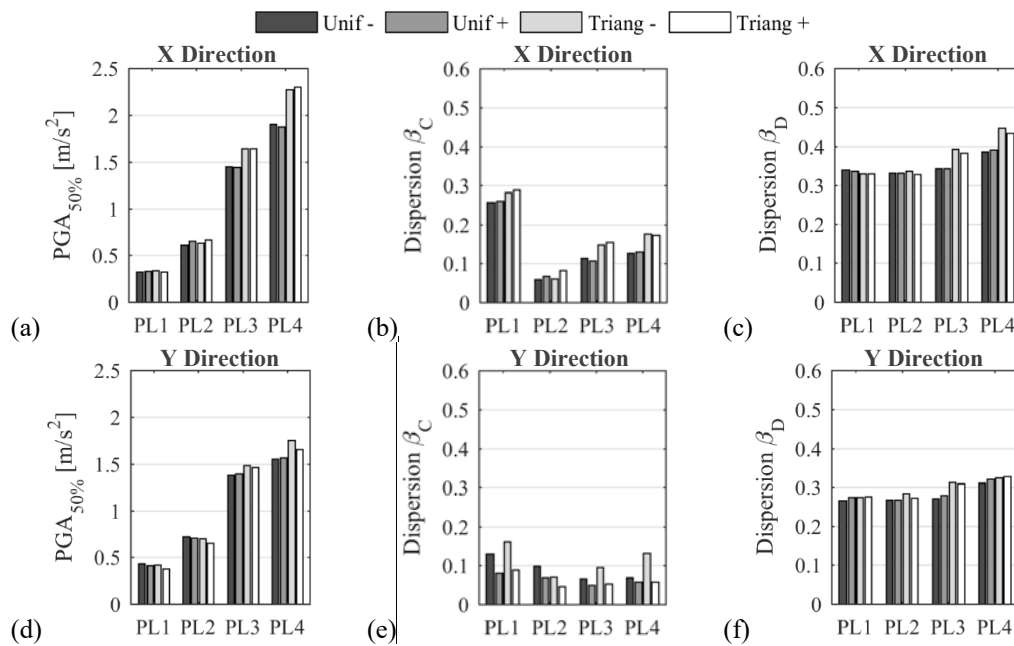 Unif - Unif + Triang - Triang +
X Direction X Direction X Direction
PGA50% [m/s²]
2.5
2
1.5
1
0.5
0
PL1 PL2 PL3 PL4
(a)
Dispersion βC
0.6
0.5
0.4
0.3
0.2
0.1
0
PL1 PL2 PL3 PL4
(b)
Dispersion βD
0.6
0.5
0.4
0.3
0.2
0.1
0
PL1 PL2 PL3 PL4
(c)
Y Direction Y Direction Y Direction
PGA50% [m/s²]
2.5
2
1.5
1
0.5
0
PL1 PL2 PL3 PL4
(d)
Dispersion βC
0.6
0.5
0.4
0.3
0.2
0.1
0
PL1 PL2 PL3 PL4
(e)
Dispersion βD
0.6
0.5
0.4
0.3
0.2
0.1
0
PL1 PL2 PL3 PL4
(f)